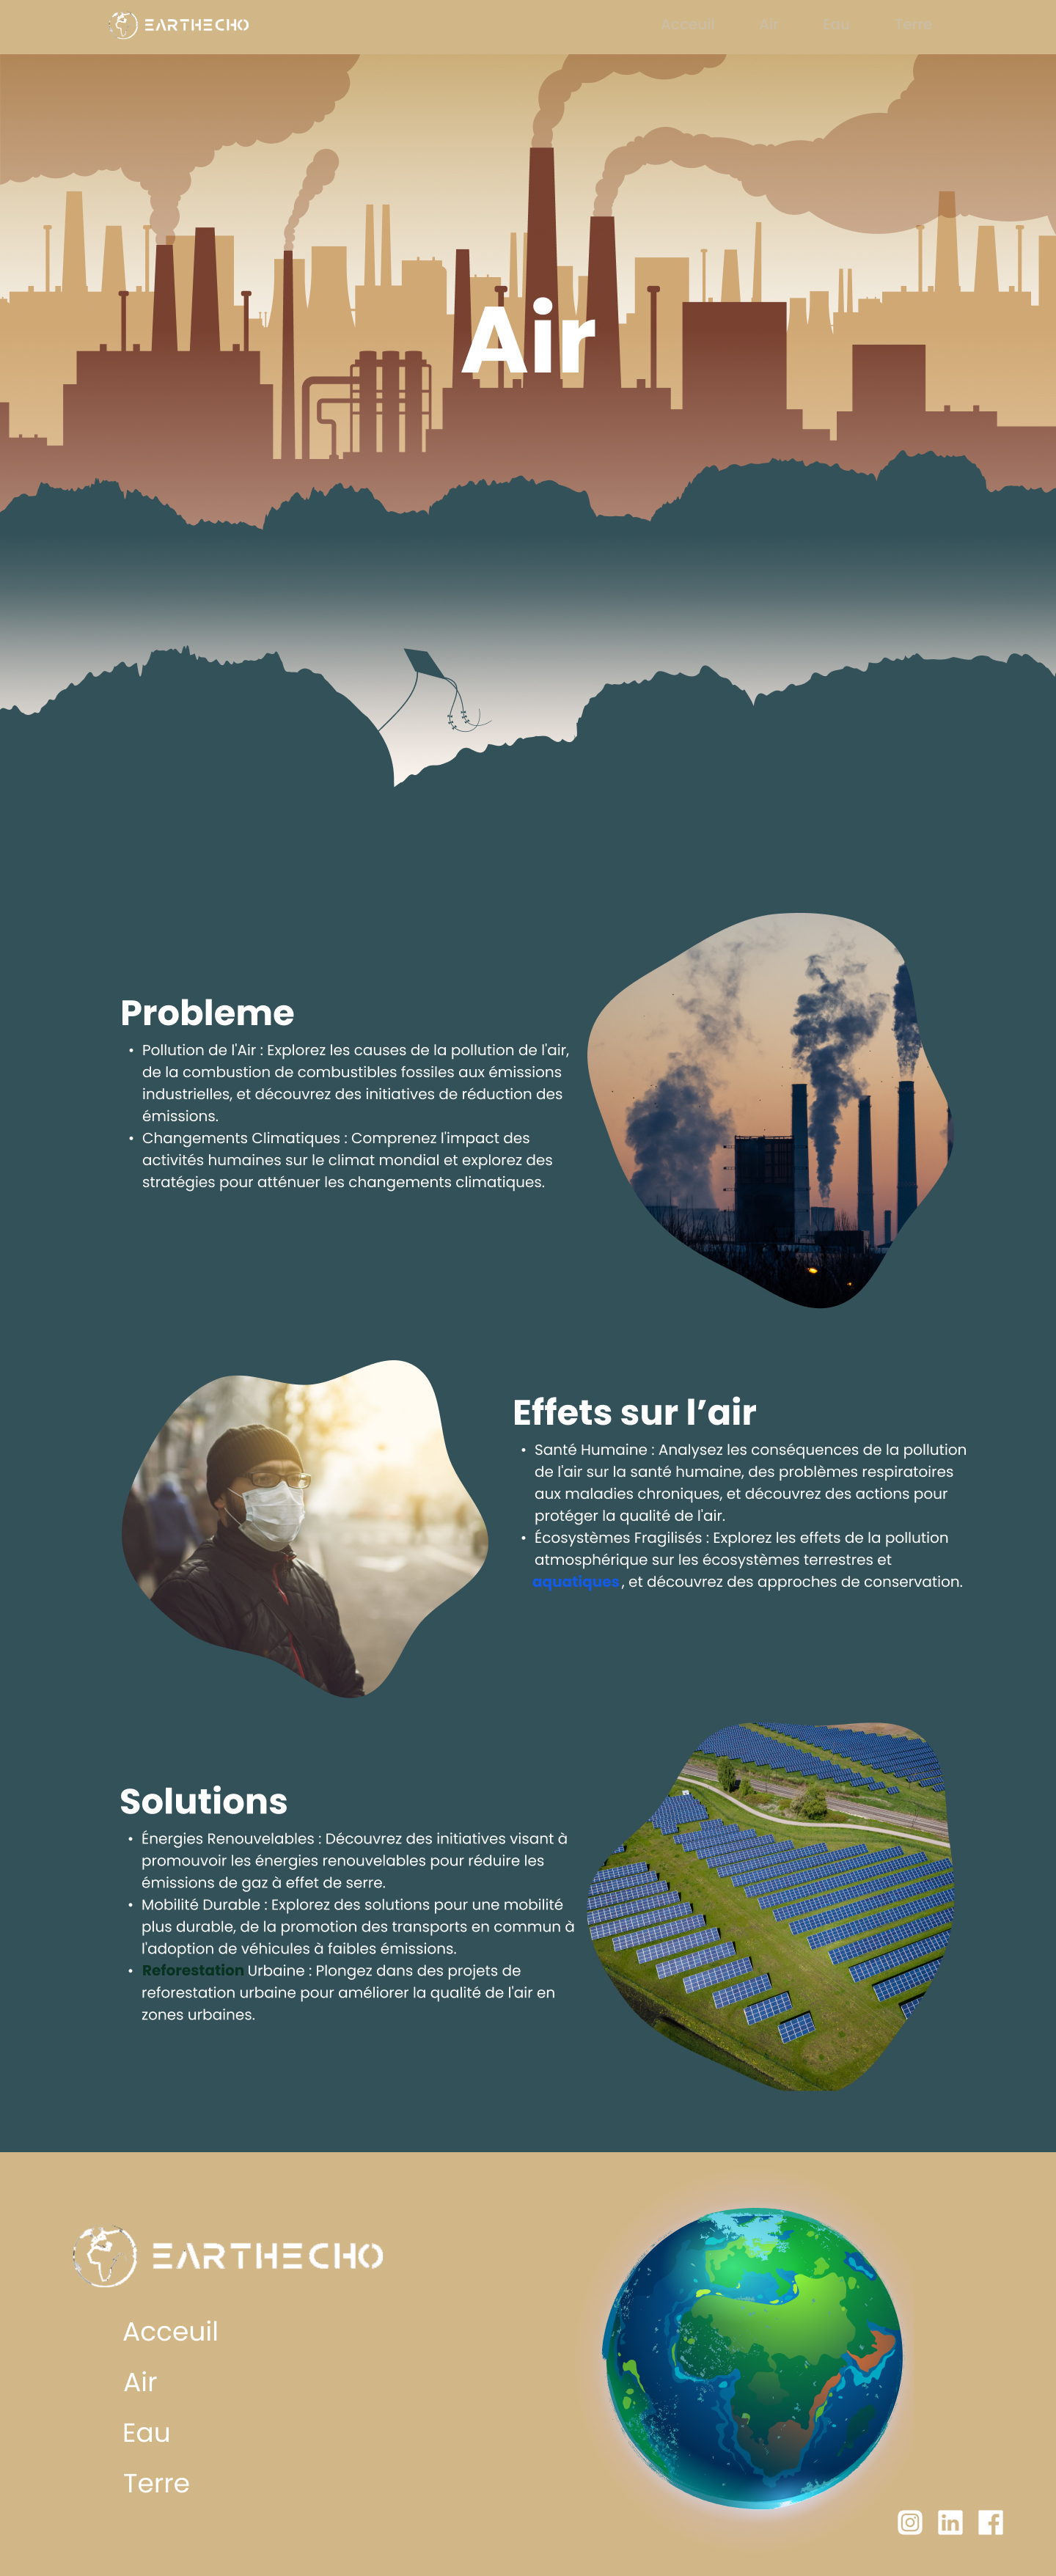 EARTHECHO
Acceuil Air Eau Terre
Air
Probleme
• Pollution de l'Air : Explorez les causes de la pollution de l'air,
de la combustion de combustibles fossiles aux émissions
industrielles, et découvrez des initiatives de réduction des
émissions.
• Changements Climatiques : Comprenez l'impact des
activités humaines sur le climat mondial et explorez des
stratégies pour atténuer les changements climatiques.
Effets sur l’air
• Santé Humaine : Analysez les conséquences de la pollution
de l'air sur la santé humaine, des problèmes respiratoires
aux maladies chroniques, et découvrez des actions pour
protéger la qualité de l'air.
• Écosystèmes Fragilisés : Explorez les effets de la pollution
atmosphérique sur les écosystèmes terrestres et
aquatiques, et découvrez des approches de conservation.
Solutions
• Énergies Renouvelables : Découvrez des initiatives visant à
promouvoir les énergies renouvelables pour réduire les
émissions de gaz à effet de serre.
• Mobilité Durable : Explorez des solutions pour une mobilité
plus durable, de la promotion des transports en commun à
l'adoption de véhicules à faibles émissions.
• Reforestation Urbaine : Plongez dans des projets de
reforestation urbaine pour améliorer la qualité de l'air en
zones urbaines.
EARTHECHO
Acceuil
Air
Eau
Terre